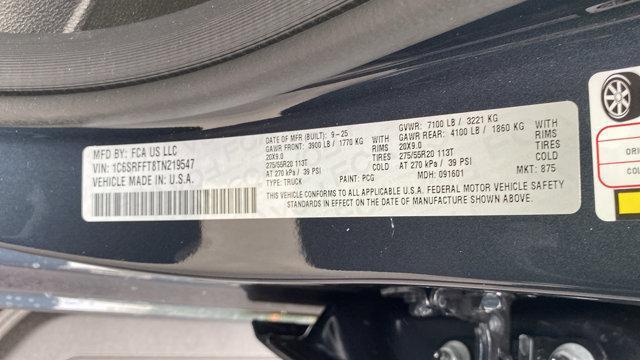 MFD. BY: FCA US LLC
VIN: 1C6SRFFT8TN219547
VEHICLE MADE IN: U.S.A.
DATE OF MFR (BUILT): 9-25 GVWR: 7100 LB / 3221 KG
GAWR FRONT: 3900 LB / 1770 KG WITH GAWR REAR: 4100 LB / 1860 KG WITH
20X9.0 RIMS 20X9.0 RIMS
275/55R20 113T TIRES 275/55R20 113T TIRES
AT 270 kPa / 39 PSI COLD AT 270 kPa / 39 PSI COLD
TYPE: TRUCK PAINT: PCG MDH: 091601 MKT: 875
THIS VEHICLE CONFORMS TO ALL APPLICABLE U.S.A. FEDERAL MOTOR VEHICLE SAFETY
STANDARDS IN EFFECT ON THE DATE OF MANUFACTURE SHOWN ABOVE.